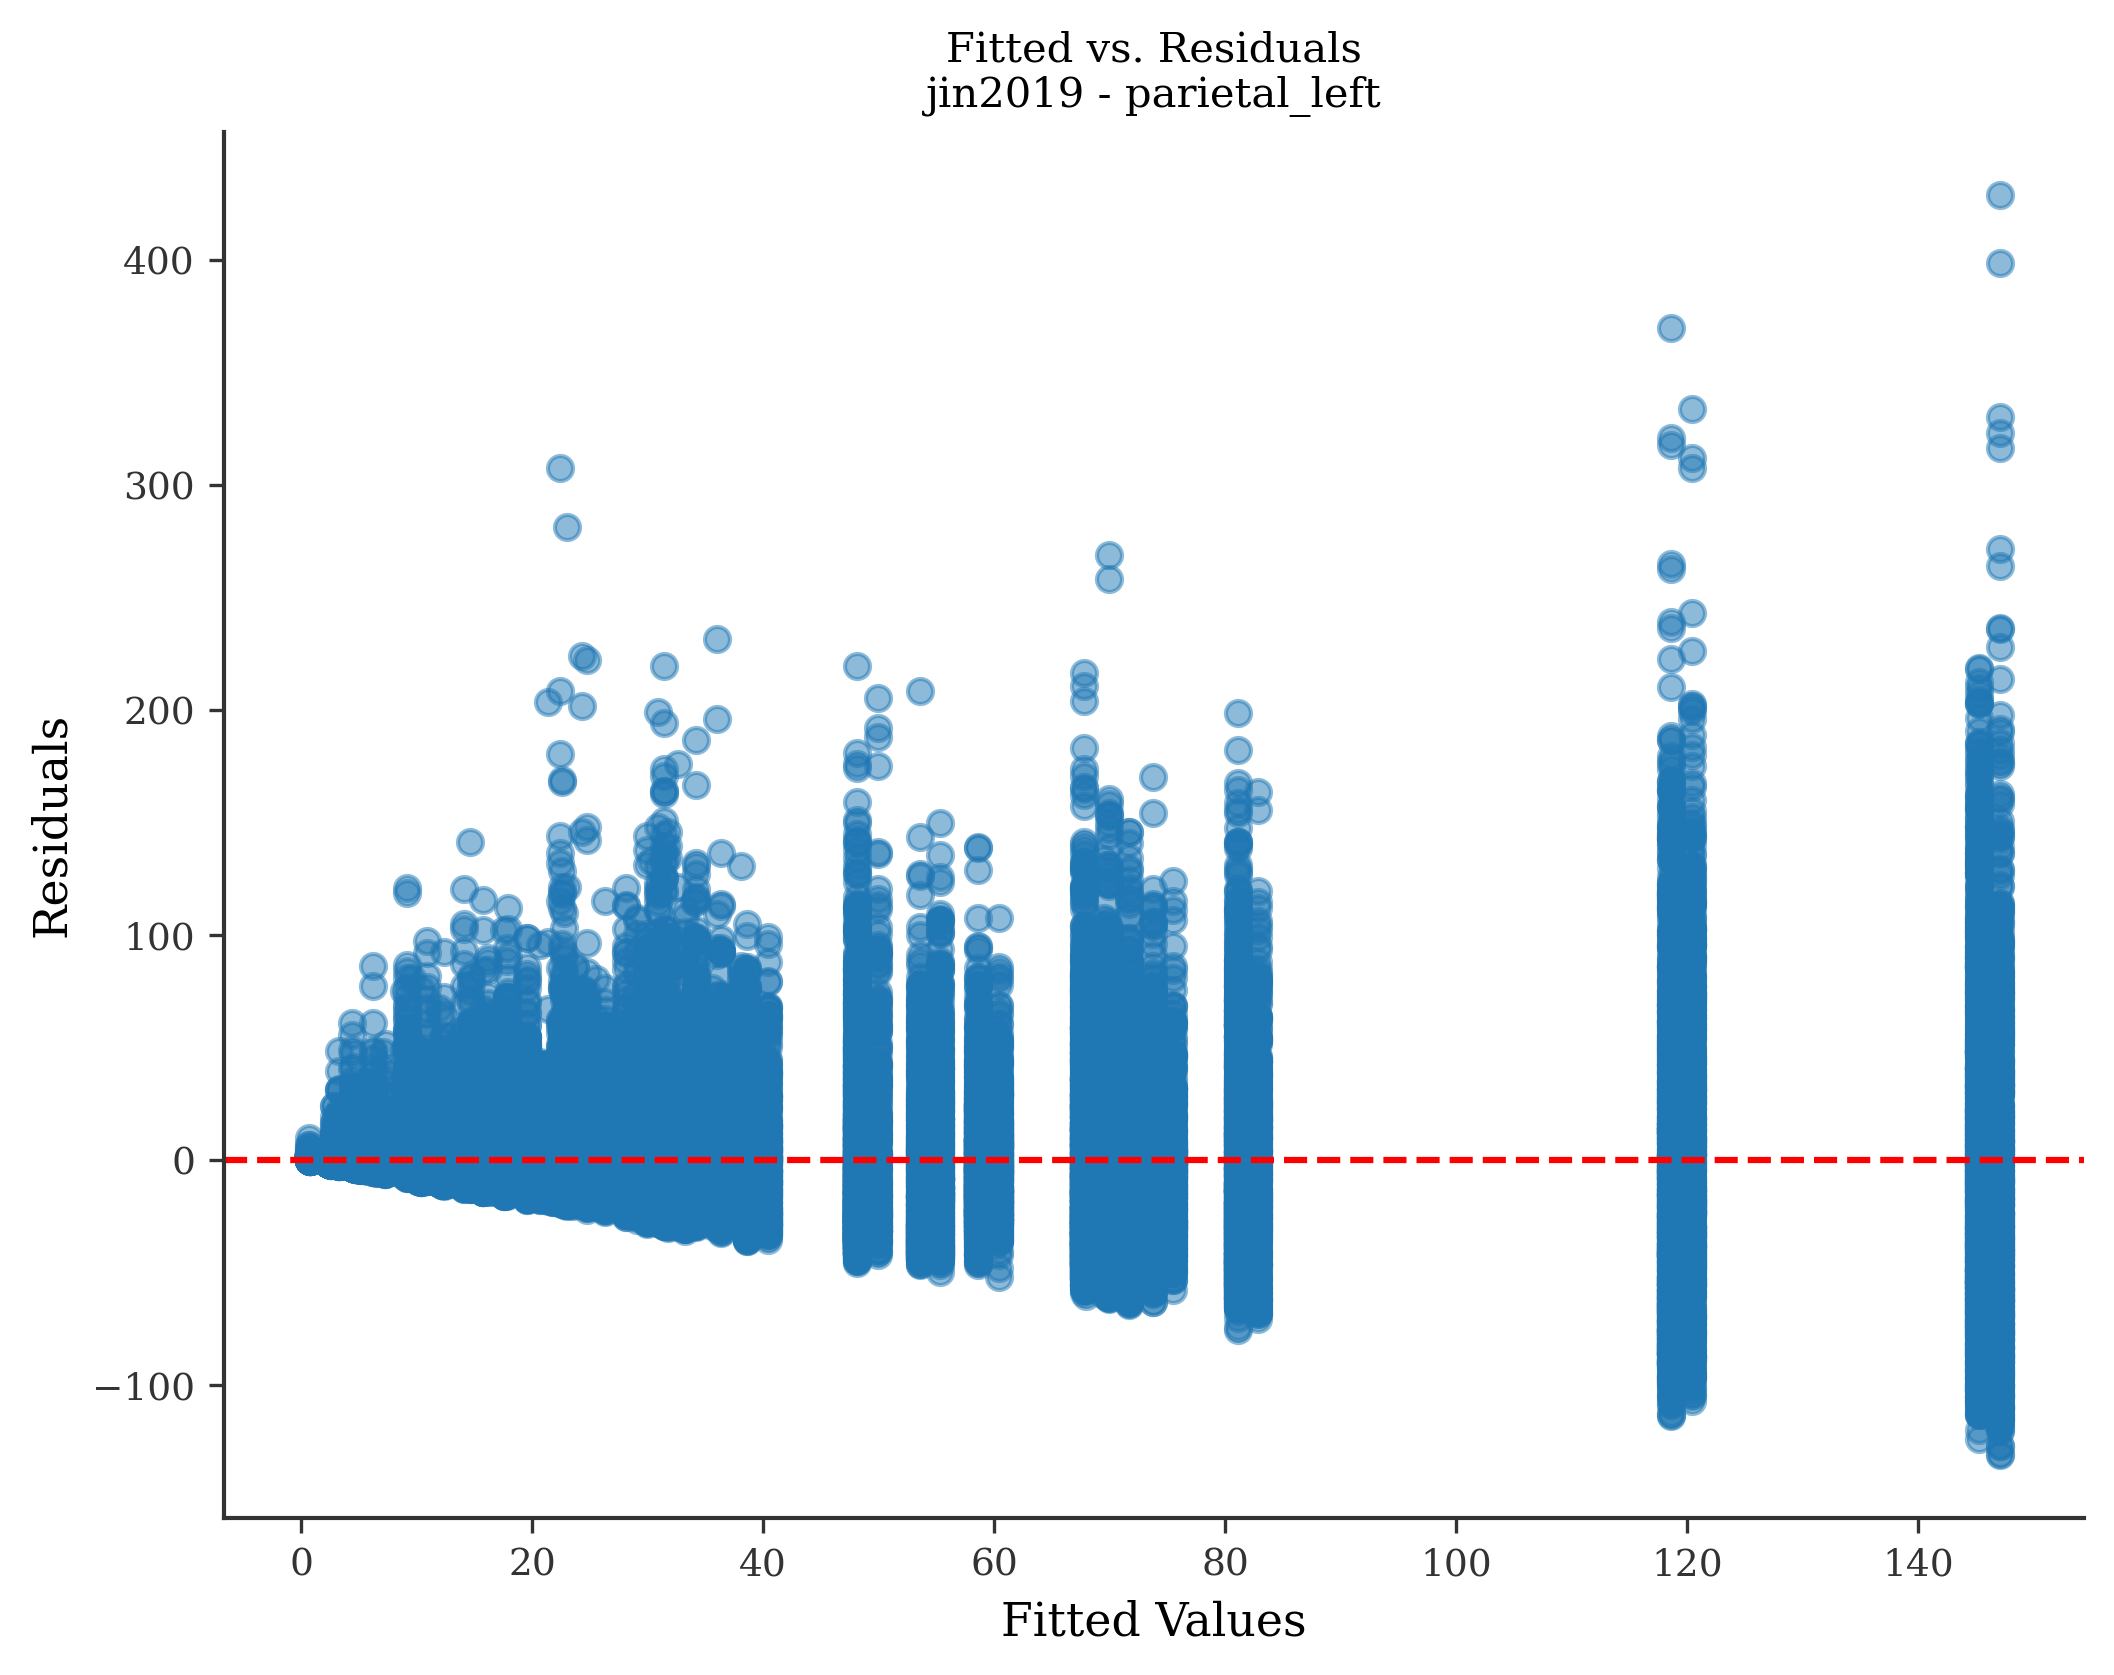 Fitted vs. Residuals
jin2019 - parietal_left
Residuals
400
300
200
100
0
−100
0 20 40 60 80 100 120 140
Fitted Values